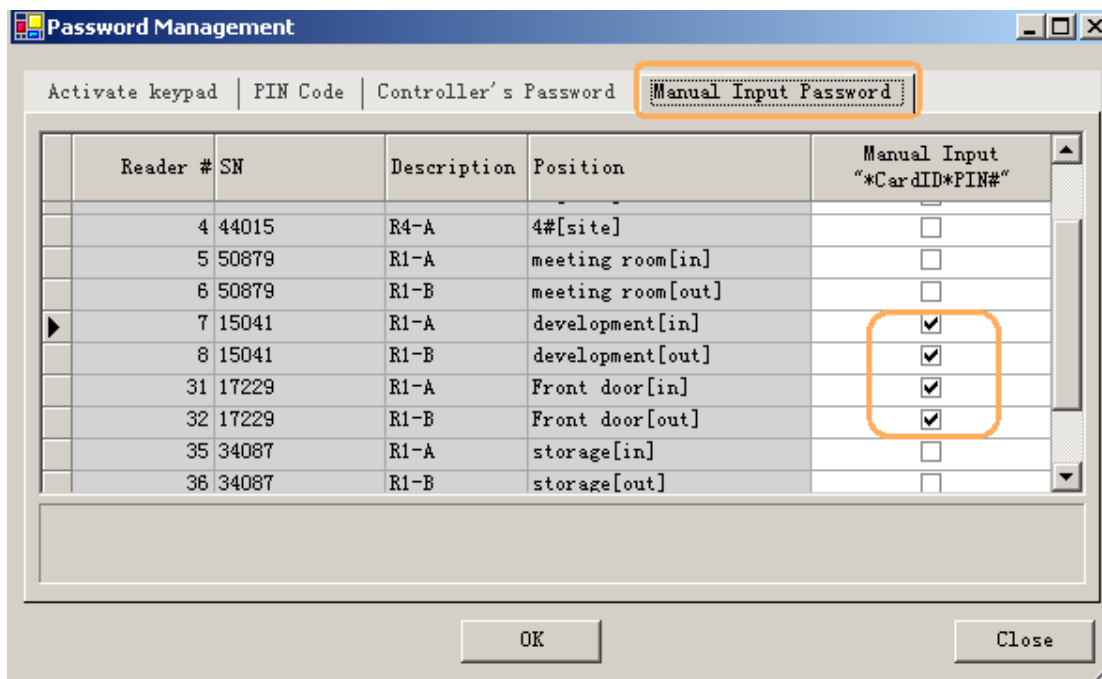 Password Management
Activate keypad | PIN Code | Controller's Password | Manual Input Password
Reader # SN Description Position Manual Input
"*CardID*PIN#"
4 44015 R4-A 4#[site]
5 50879 R1-A meeting room[in]
6 50879 R1-B meeting room[out]
7 15041 R1-A development[in]
8 15041 R1-B development[out]
31 17229 R1-A Front door[in]
32 17229 R1-B Front door[out]
35 34087 R1-A storage[in]
36 34087 R1-B storage[out]
OK Close